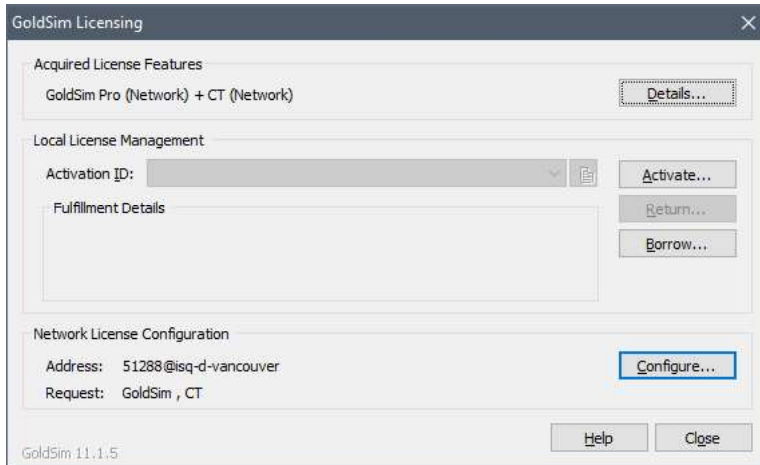 GoldSim Licensing
Acquired License Features
GoldSim Pro (Network) + CT (Network)
Details...
Local License Management
Activation ID:
Activate...
Fulfillment Details
Return...
Borrow...
Network License Configuration
Address: 51288@isq-d-vancouver
Configure...
Request: GoldSim , CT
Help
Close
GoldSim 11.1.5